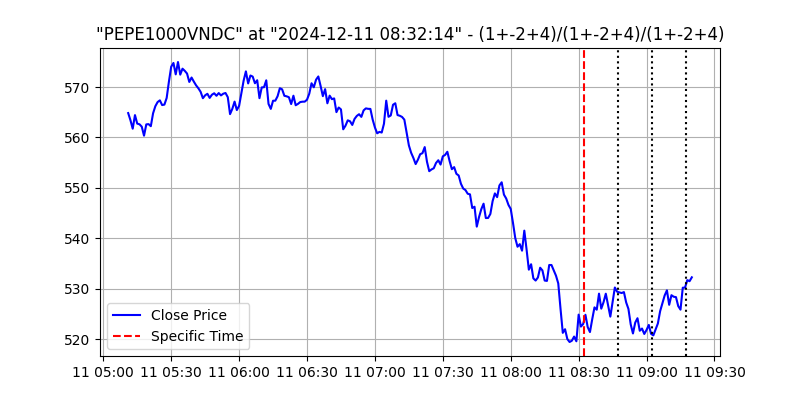 "PEPE1000VNDC" at "2024-12-11 08:32:14" - (1+-2+4)/(1+-2+4)/(1+-2+4)
570
560
550
540
530
520
Close Price
Specific Time
11 05:00 11 05:30 11 06:00 11 06:30 11 07:00 11 07:30 11 08:00 11 08:30 11 09:00 11 09:30